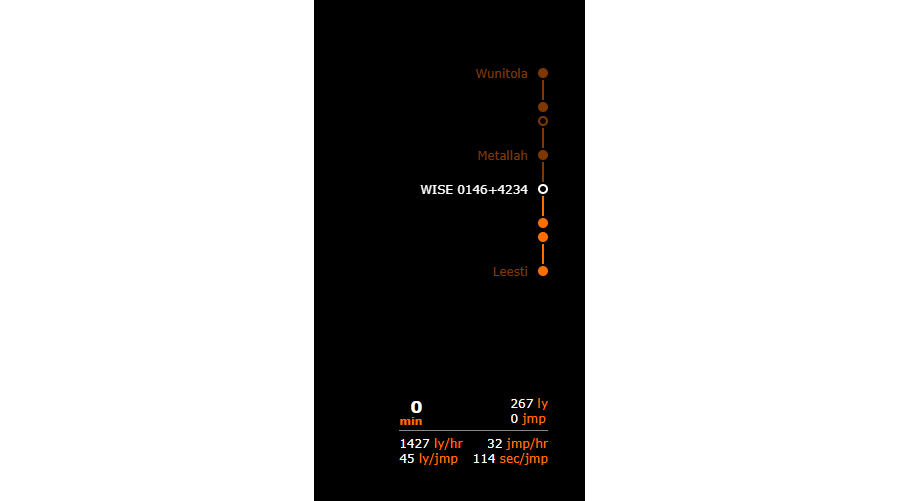 Wunitola
Metallah
WISE 0146+4234
Leesti
0 min
267 ly
0 jmp
1427 ly/hr 32 jmp/hr
45 ly/jmp 114 sec/jmp